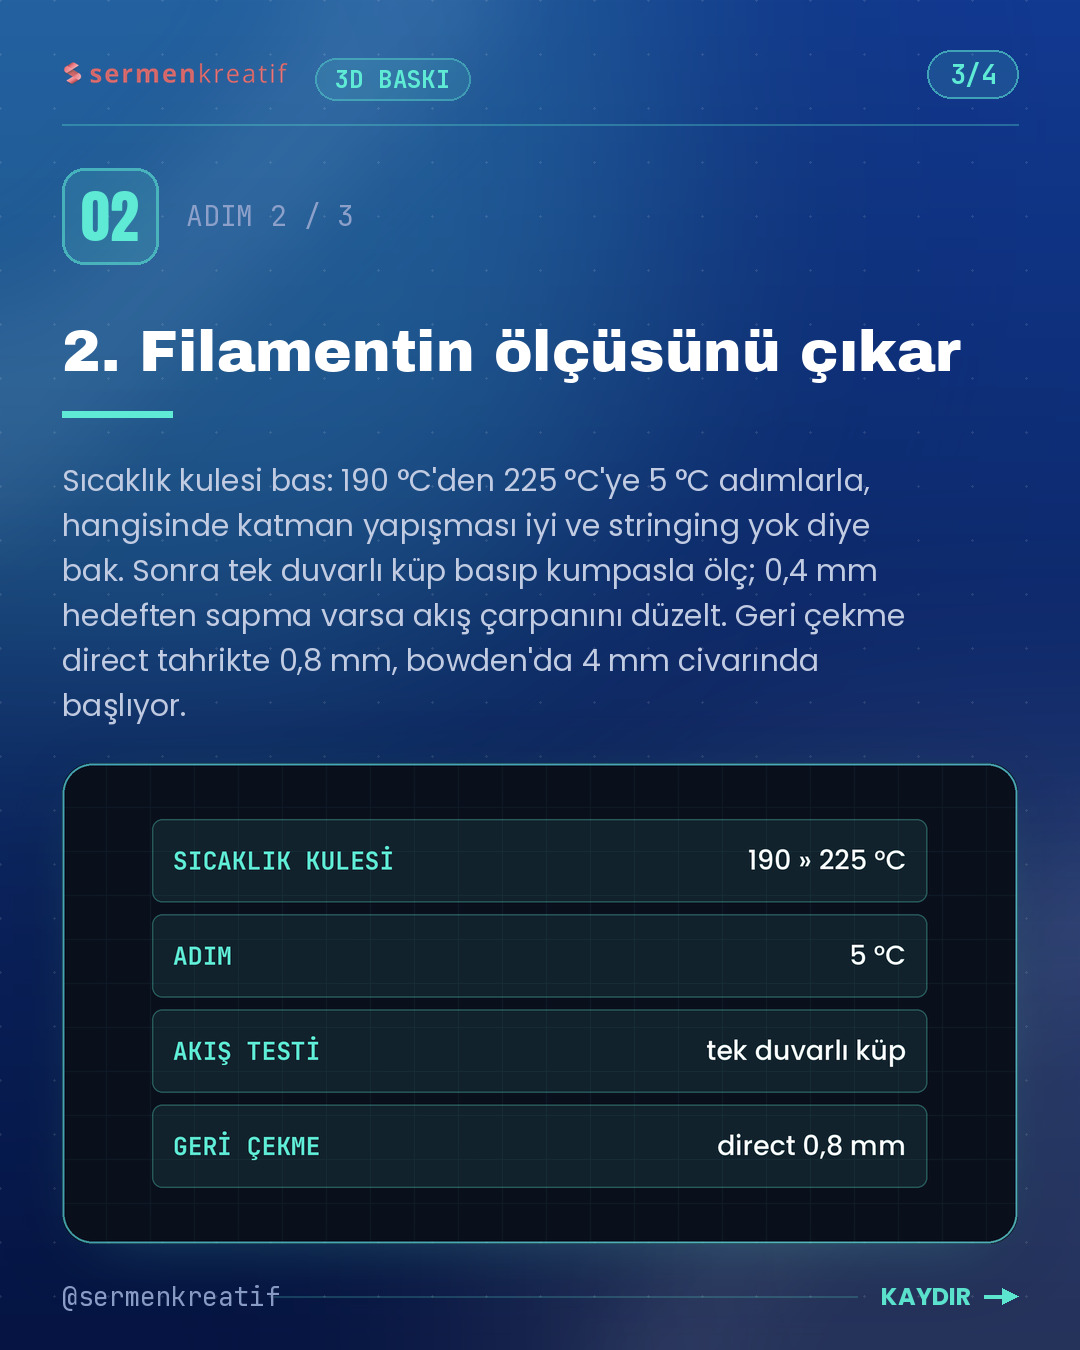 sermenkreatif
3D BASKI
3/4
02
ADIM 2 / 3
2. Filamentin ölçüsünü çıkar
Sıcaklık kulesi bas: 190 °C'den 225 °C'ye 5 °C adımlarla,
hangisinde katman yapışması iyi ve stringing yok diye
bak. Sonra tek duvarlı küp basıp kumpasla ölç; 0,4 mm
hedeften sapma varsa akış çarpanını düzelt. Geri çekme
direct tahrikte 0,8 mm, bowden'da 4 mm civarında
başlıyor.
SICAKLIK KULESİ
190 » 225 °C
ADIM
5 °C
AKIŞ TESTİ
tek duvarlı küp
GERİ ÇEKME
direct 0,8 mm
@sermenkreatif
KAYDIR